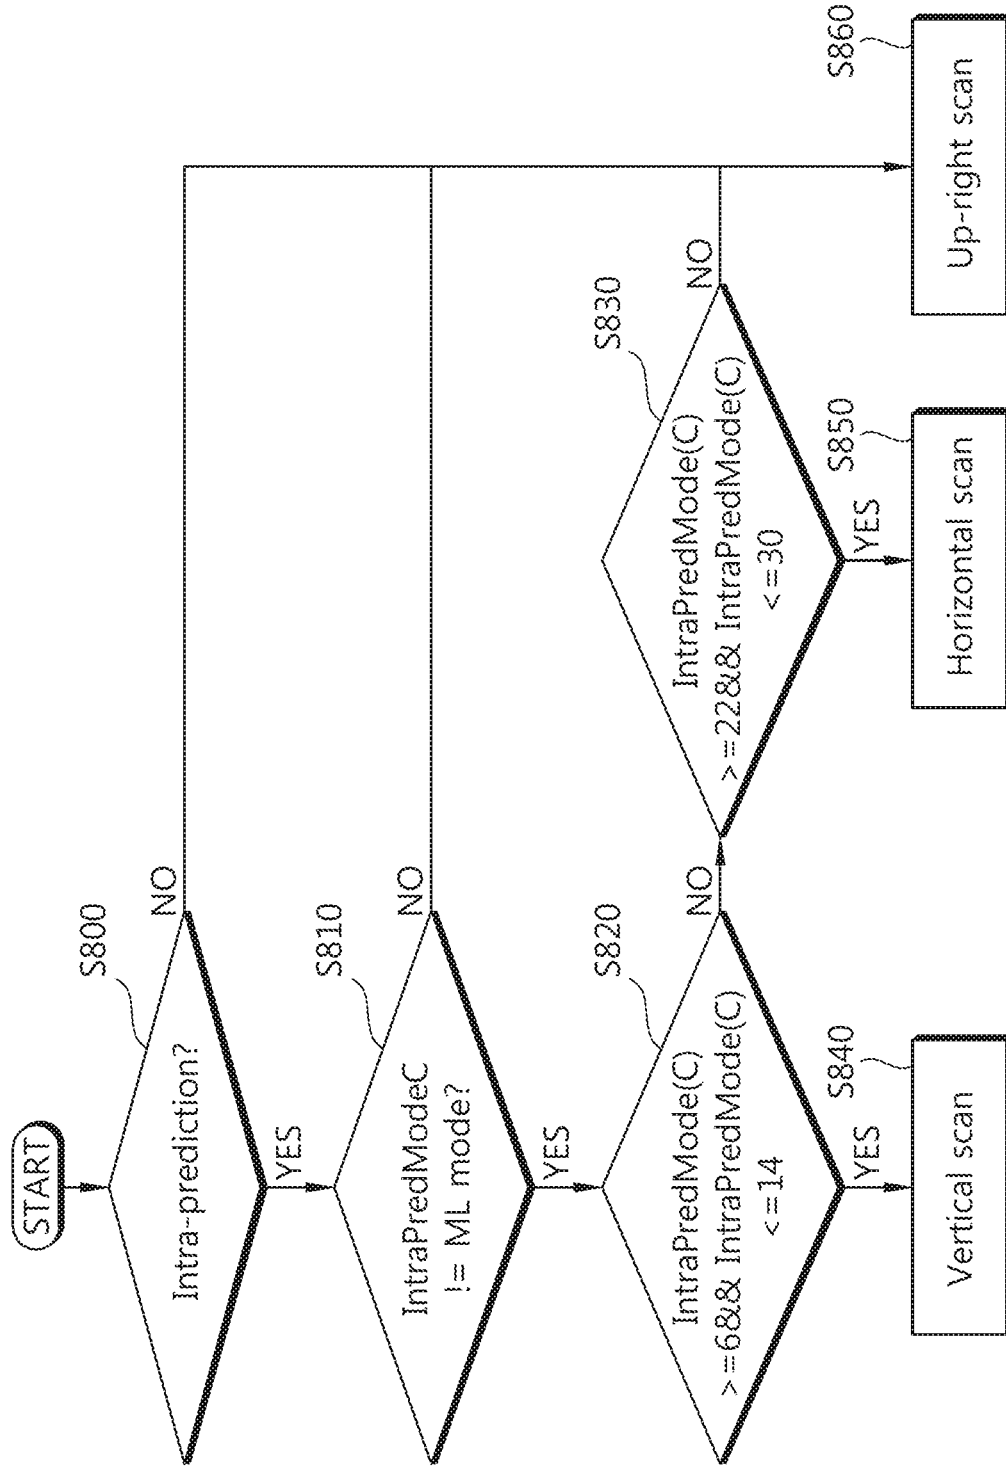 START
S800
Intra-prediction?
NO
YES
S810
IntraPredModeC
!= ML mode?
NO
YES
S820
IntraPredMode(C)
>=6&& IntraPredMode(C)
<=14
NO
YES
S830
IntraPredMode(C)
>=22&& IntraPredMode(C)
<=30
NO
YES
S840
Vertical scan
S850
Horizontal scan
S860
Up-right scan